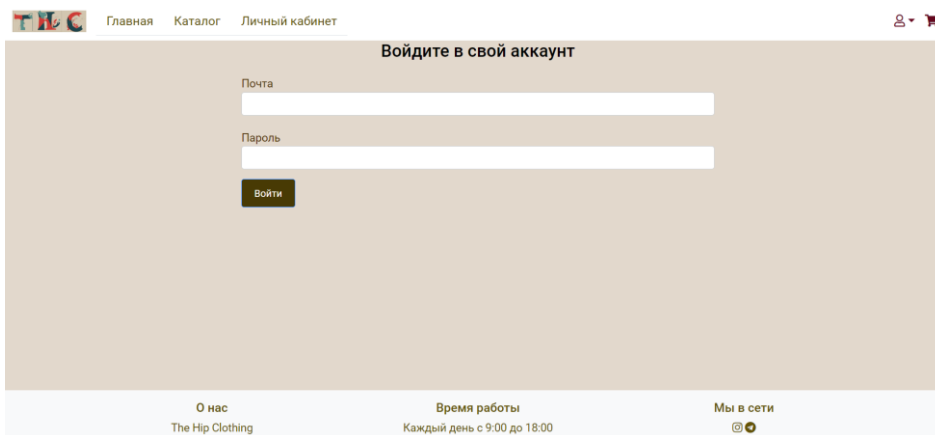 THC Главная Каталог Личный кабинет
Войдите в свой аккаунт
Почта
Пароль
Войти
О нас Время работы Мы в сети
The Hip Clothing Каждый день с 9:00 до 18:00